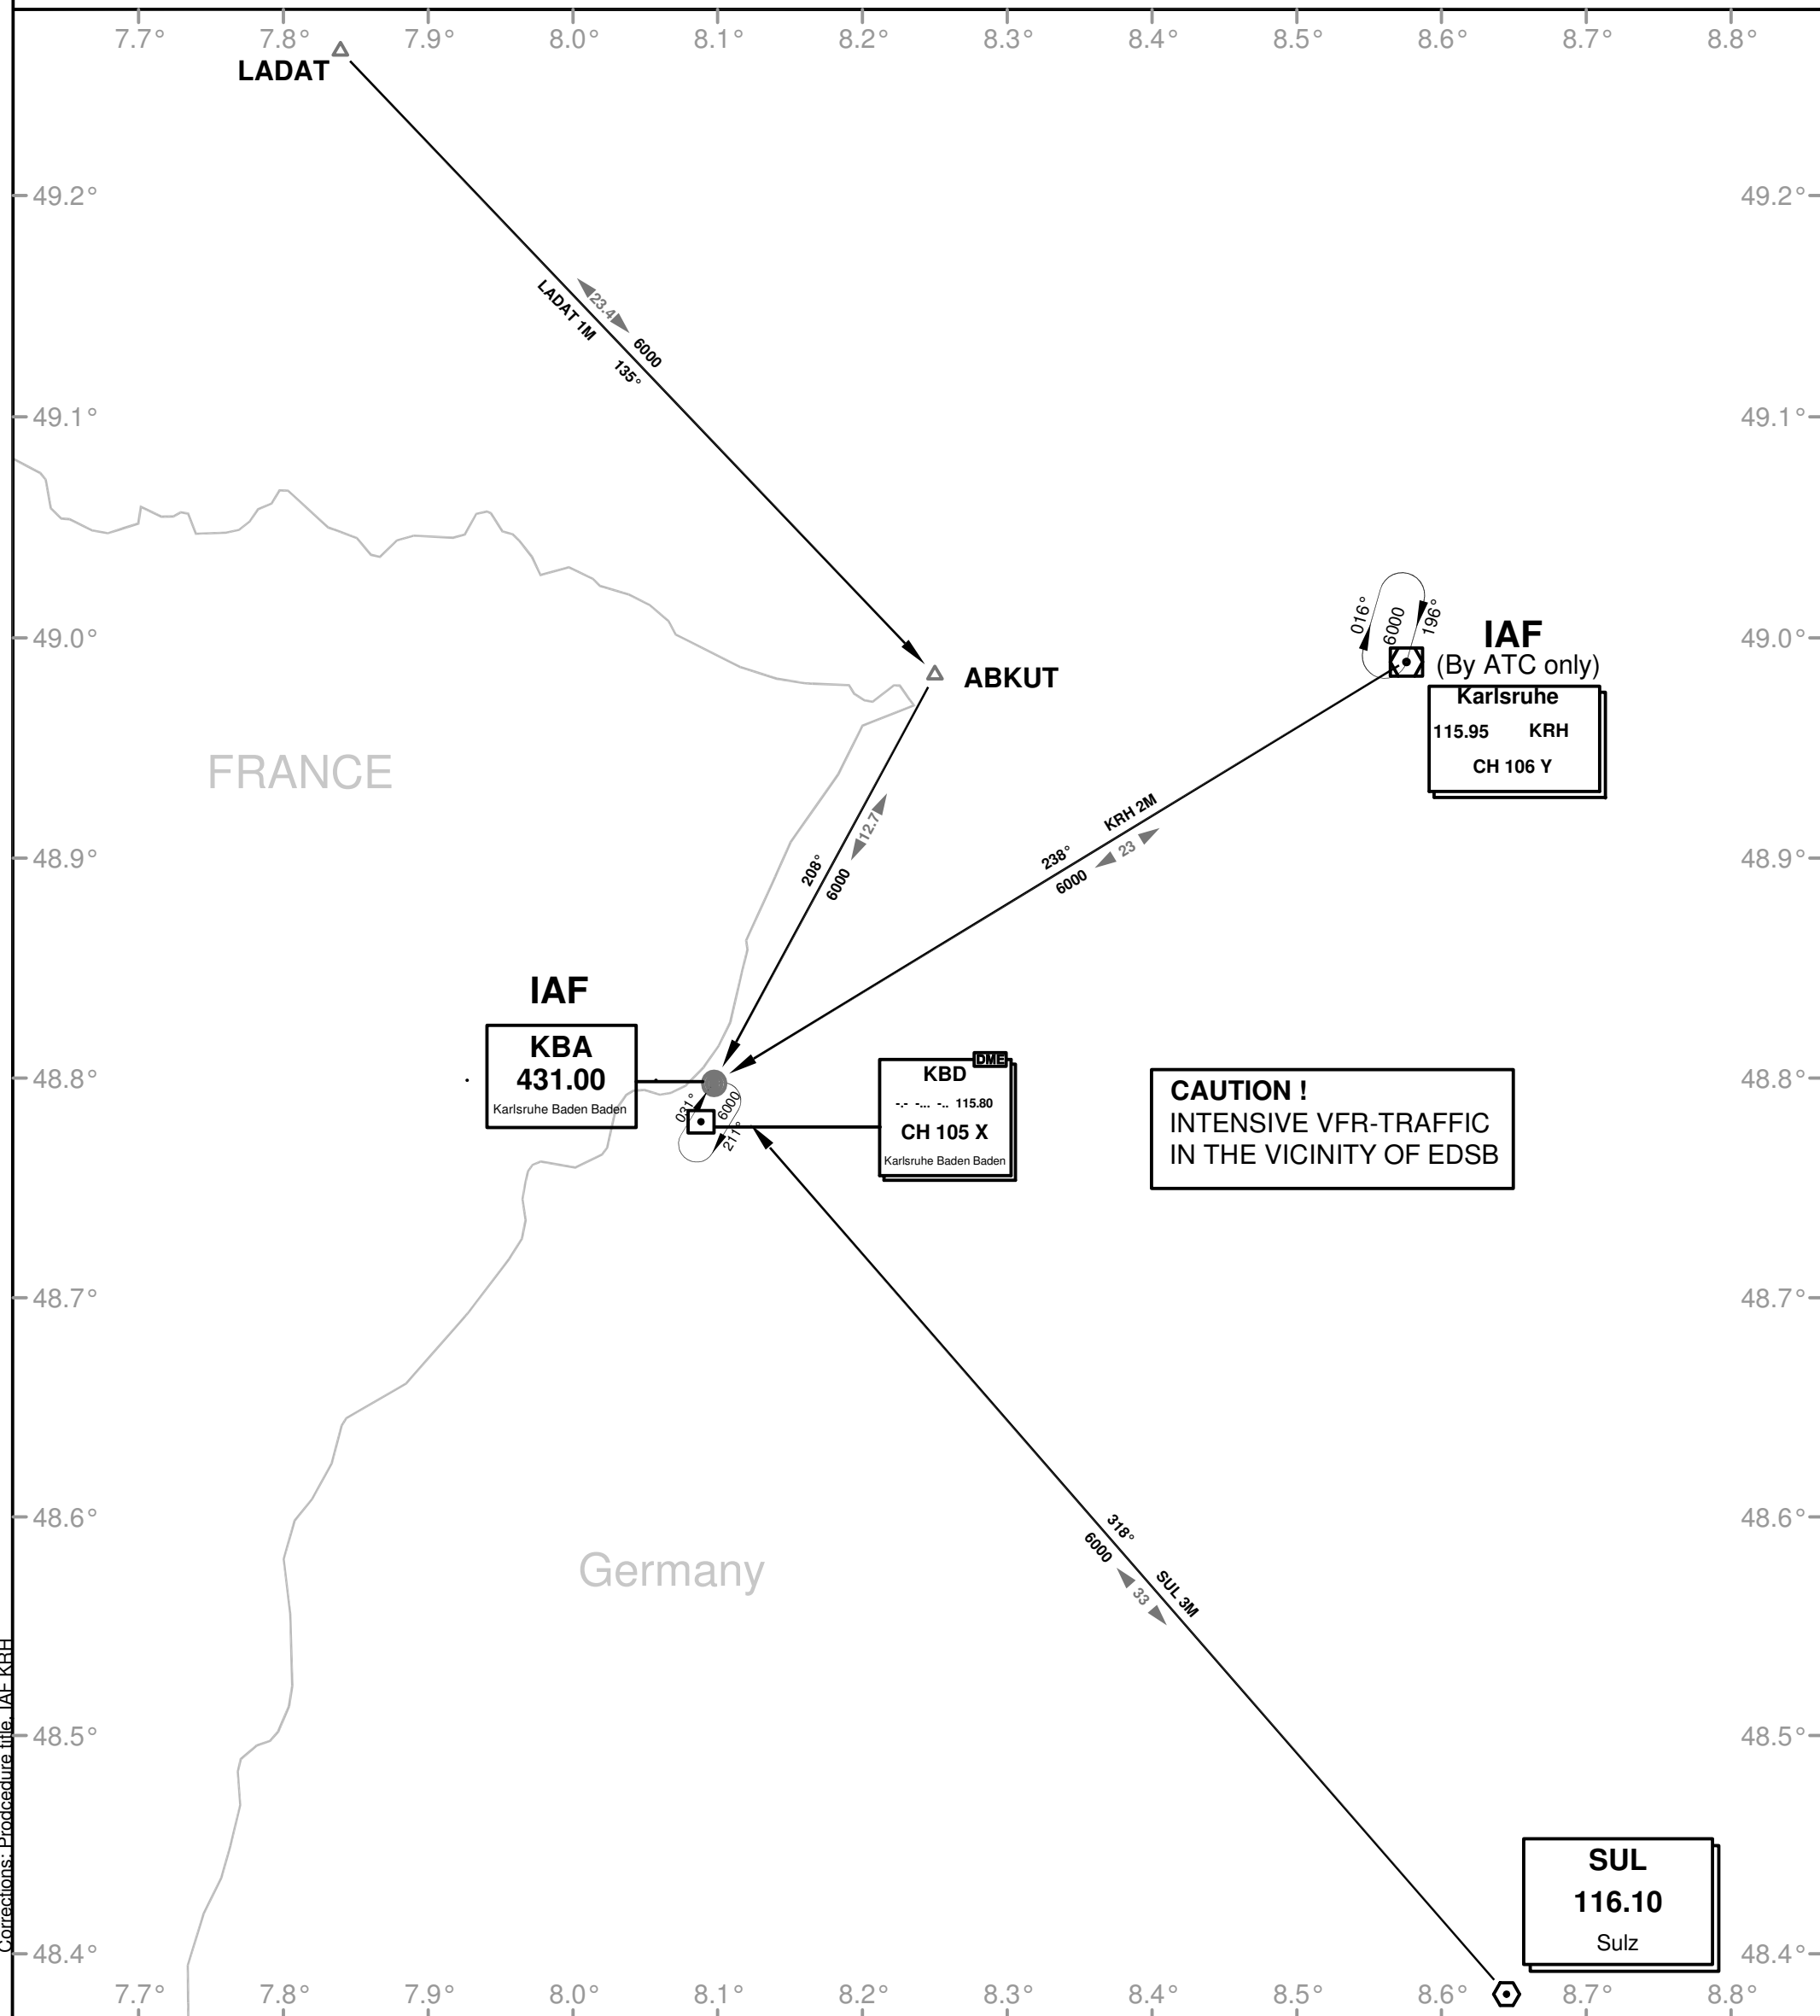 7.7° 7.8° 7.9° 8.0° 8.1° 8.2° 8.3° 8.4° 8.5° 8.6° 8.7° 8.8°
LADAT
49.2° 49.2°
23.4
LADAT 1M
6000
135°
49.1° 49.1°
016°
6000
196°
IAF
49.0° 49.0°
(By ATC only)
ABKUT
Karlsruhe
115.95 KRH
CH 106 Y
FRANCE
KRH 2M
12.7
23
238°
6000
48.9° 48.9°
208°
6000
IAF
KBA
431.00
Karlsruhe Baden Baden
48.8° 48.8°
031°
6000
211°
DME
KBD
-.- -... -.. 115.80
CH 105 X
Karlsruhe Baden Baden
CAUTION !
INTENSIVE VFR-TRAFFIC
IN THE VICINITY OF EDSB
48.7° 48.7°
48.6° 48.6°
318°
6000
Germany
33
SUL 3M
48.5° 48.5°
Corrections: Prodcedure title, IAF KRH
SUL
116.10
Sulz
48.4° 48.4°
7.7° 7.8° 7.9° 8.0° 8.1° 8.2° 8.3° 8.4° 8.5° 8.6° 8.7° 8.8°